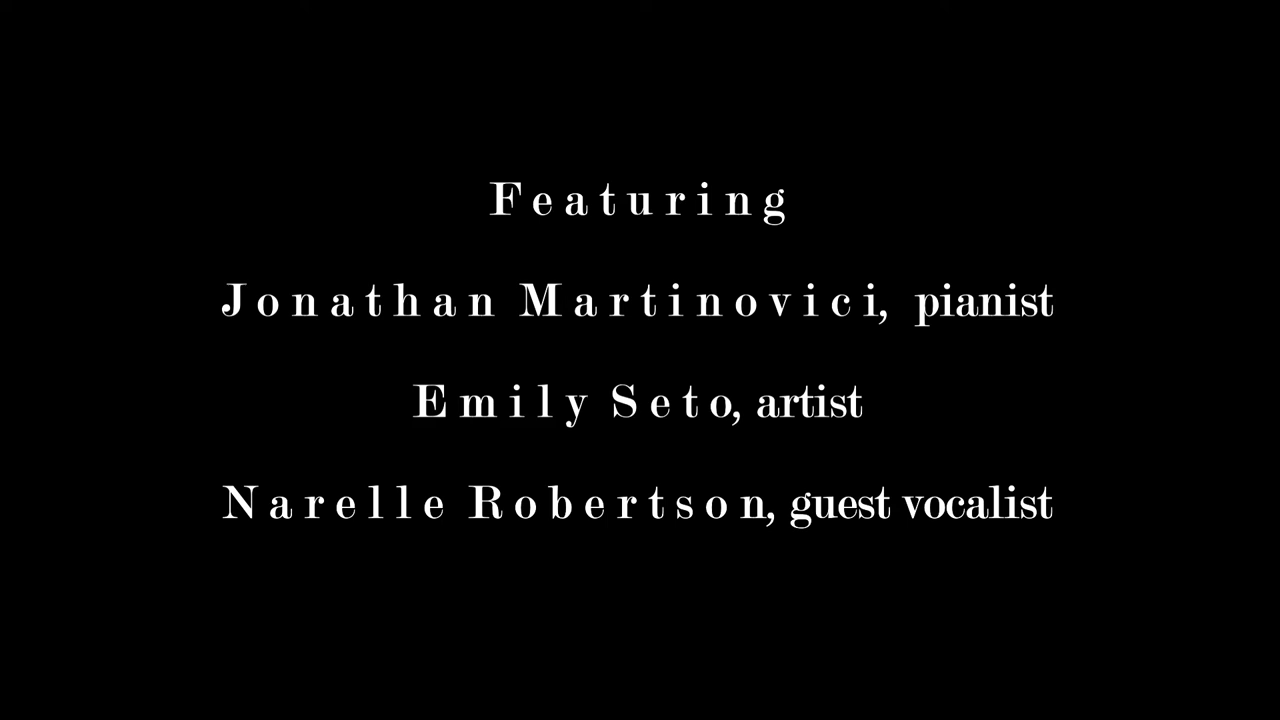 Featuring
Jonathan Martinovici, pianist
Emily Seto, artist
Narelle Robertson, guest vocalist